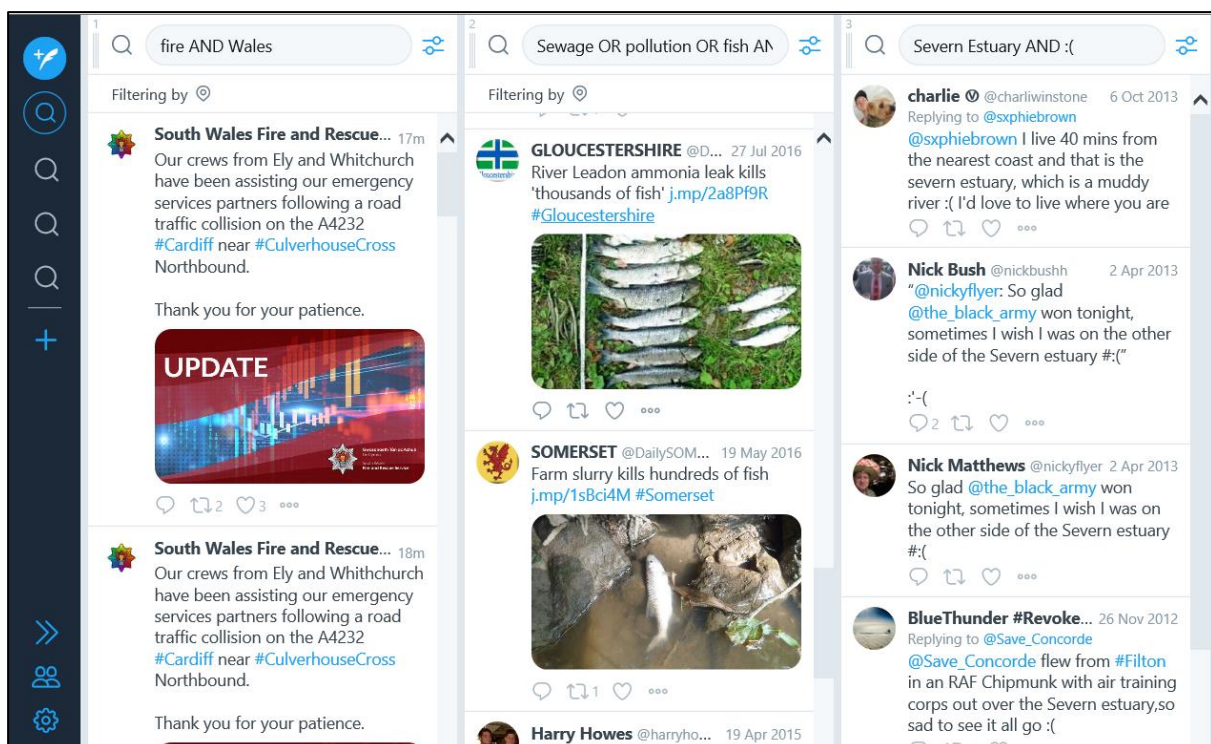 1
fire AND Wales
Filtering by
South Wales Fire and Rescue... 17m
Our crews from Ely and Whitchurch
have been assisting our emergency
services partners following a road
traffic collision on the A4232
#Cardiff near #CulverhouseCross
Northbound.
Thank you for your patience.
UPDATE
2 3
South Wales Fire and Rescue... 18m
Our crews from Ely and Whithchurch
have been assisting our emergency
services partners following a road
traffic collision on the A4232
#Cardiff near #CulverhouseCross
Northbound.
Thank you for your patience.
2
Sewage OR pollution OR fish AN
Filtering by
GLOUCESTERSHIRE @D... 27 Jul 2016
River Leadon ammonia leak kills
'thousands of fish' j.mp/2a8Pf9R
#Gloucestershire
SOMERSET @DailySOM... 19 May 2016
Farm slurry kills hundreds of fish
j.mp/1sBci4M #Somerset
1
Harry Howes @harryho... 19 Apr 2015
3
Severn Estuary AND :(
charlie @charliwinstone 6 Oct 2013
Replying to @sxphiebrown
@sxphiebrown I live 40 mins from
the nearest coast and that is the
severn estuary, which is a muddy
river :( I'd love to live where you are
Nick Bush @nickbushh 2 Apr 2013
“@nickyflyer: So glad
@the_black_army won tonight,
sometimes I wish I was on the other
side of the Severn estuary #:(”
:'-(
2
Nick Matthews @nickyflyer 2 Apr 2013
So glad @the_black_army won
tonight, sometimes I wish I was on
the other side of the Severn estuary
#:(
BlueThunder #Revoke... 26 Nov 2012
Replying to @Save_Concorde
@Save_Concorde flew from #Filton
in an RAF Chipmunk with air training
corps out over the Severn estuary,so
sad to see it all go :(